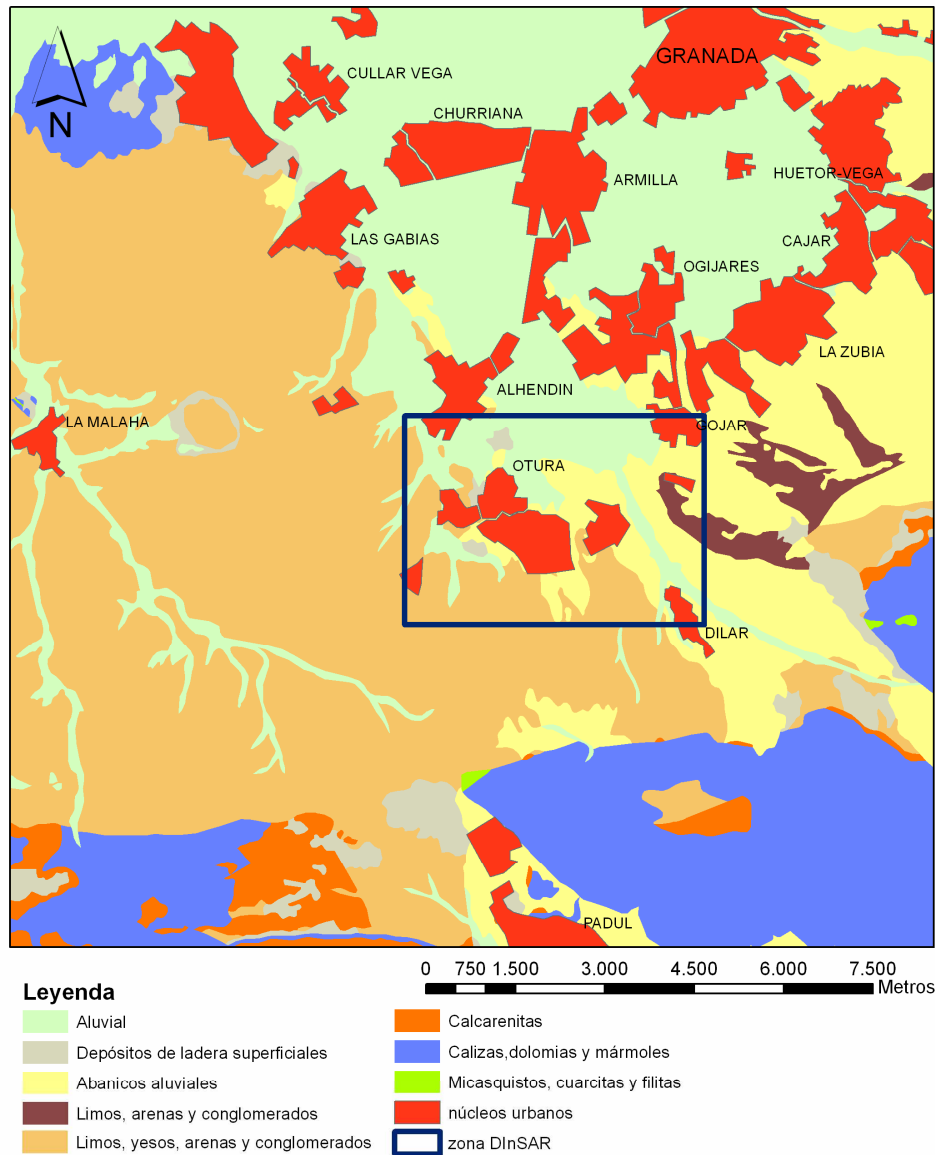 GRANADA
CULLAR VEGA
CHURRIANA
N
ARMILLA
HUETOR-VEGA
LAS GABIAS
CAJAR
OGIJARES
LA ZUBIA
ALHENDIN
LA MALAHA
GOJAR
OTURA
DILAR
PADUL
0 750 1.500 3.000 4.500 6.000 7.500
Metros
Leyenda
Aluvial
Depósitos de ladera superficiales
Abanicos aluviales
Limos, arenas y conglomerados
Limos, yesos, arenas y conglomerados
Calcarenitas
Calizas,dolomias y mármoles
Micasquistos, cuarcitas y filitas
núcleos urbanos
zona DInSAR